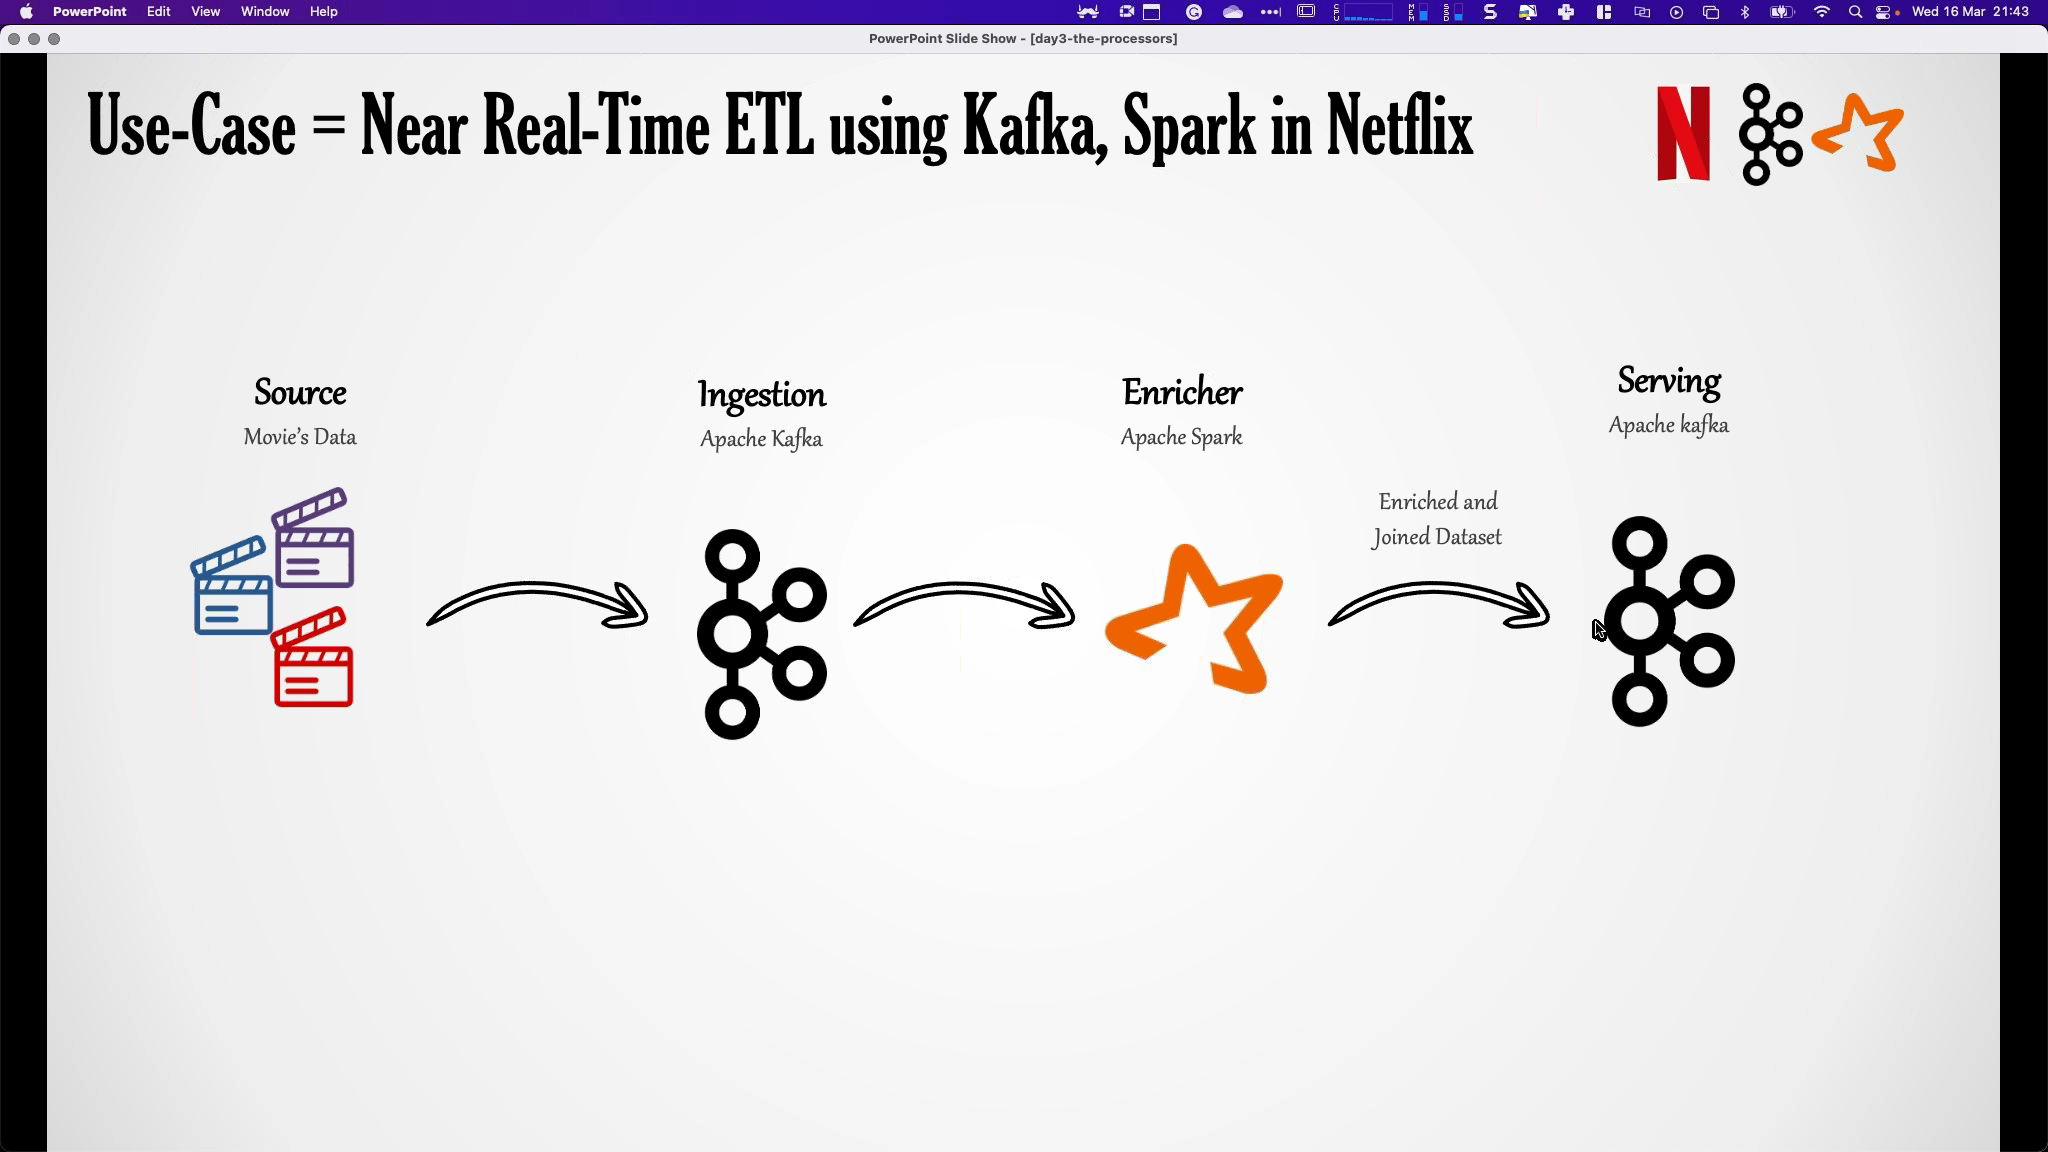 PowerPoint Edit View Window Help
Wed 16 Mar 21:43
PowerPoint Slide Show - [day3-the-processors]
Use-Case = Near Real-Time ETL using Kafka, Spark in Netflix
Source
Movie's Data
Ingestion
Apache Kafka
Enricher
Apache Spark
Serving
Apache kafka
Enriched and
Joined Dataset